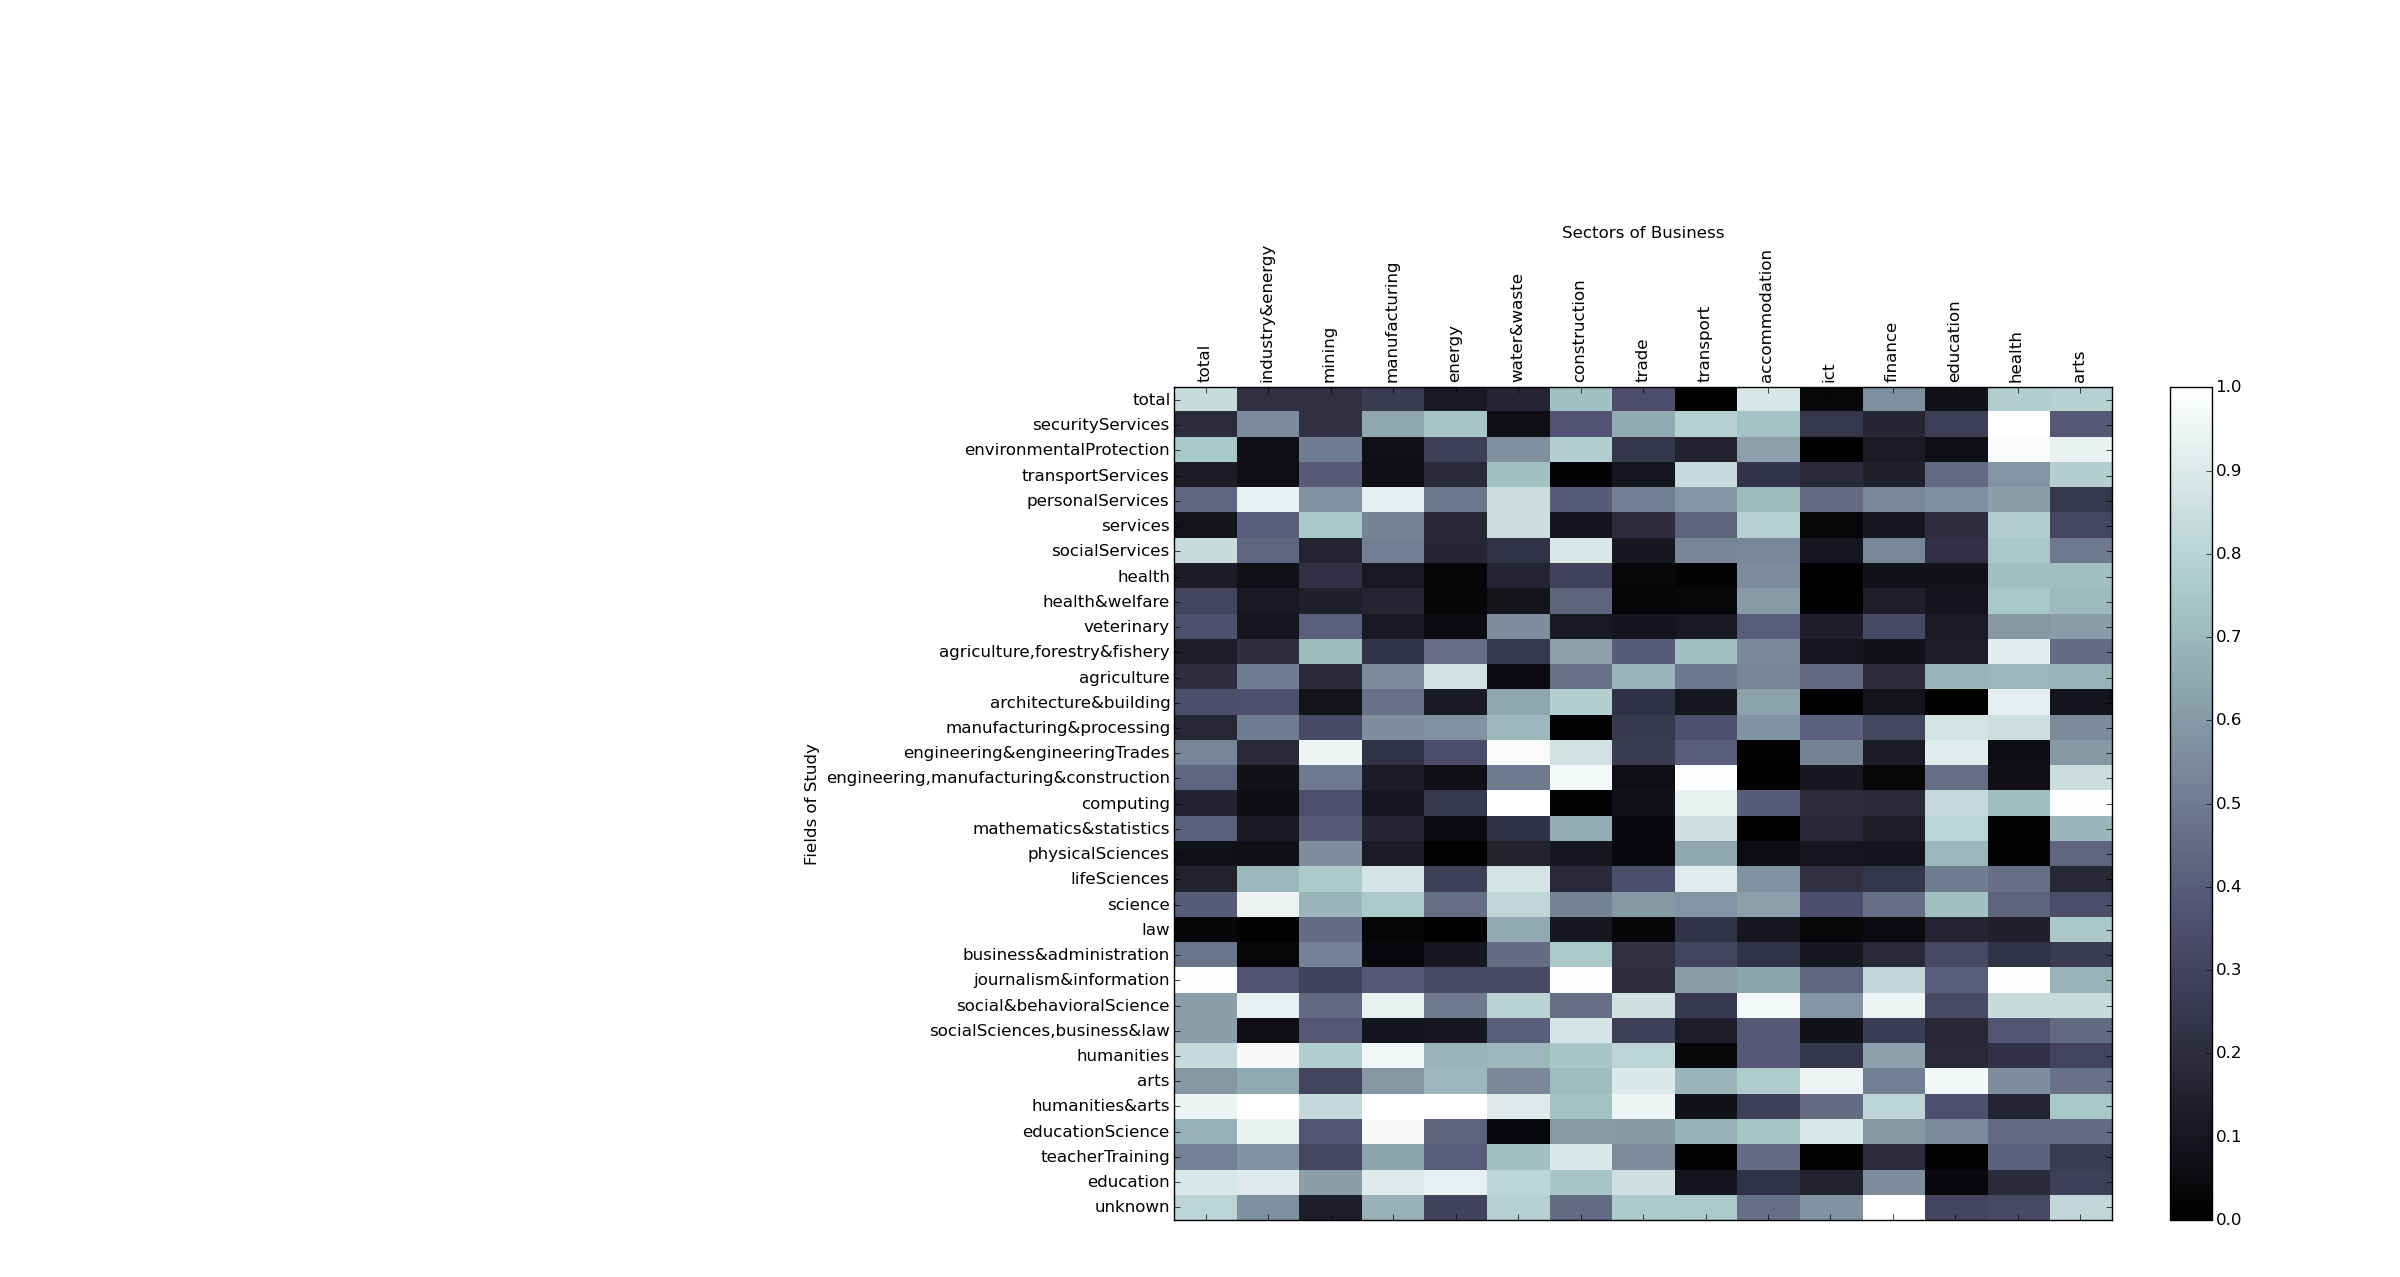 Sectors of Business
total
industry&energy
mining
manufacturing
energy
water&waste
construction
trade
transport
accommodation
ict
finance
education
health
arts
Fields of Study
total
securityServices
environmentalProtection
transportServices
personalServices
services
socialServices
health
health&welfare
veterinary
agriculture,forestry&fishery
agriculture
architecture&building
manufacturing&processing
engineering&engineeringTrades
engineering,manufacturing&construction
computing
mathematics&statistics
physicalSciences
lifeSciences
science
law
business&administration
journalism&information
social&behavioralScience
socialSciences,business&law
humanities
arts
humanities&arts
educationScience
teacherTraining
education
unknown
1.0
0.9
0.8
0.7
0.6
0.5
0.4
0.3
0.2
0.1
0.0